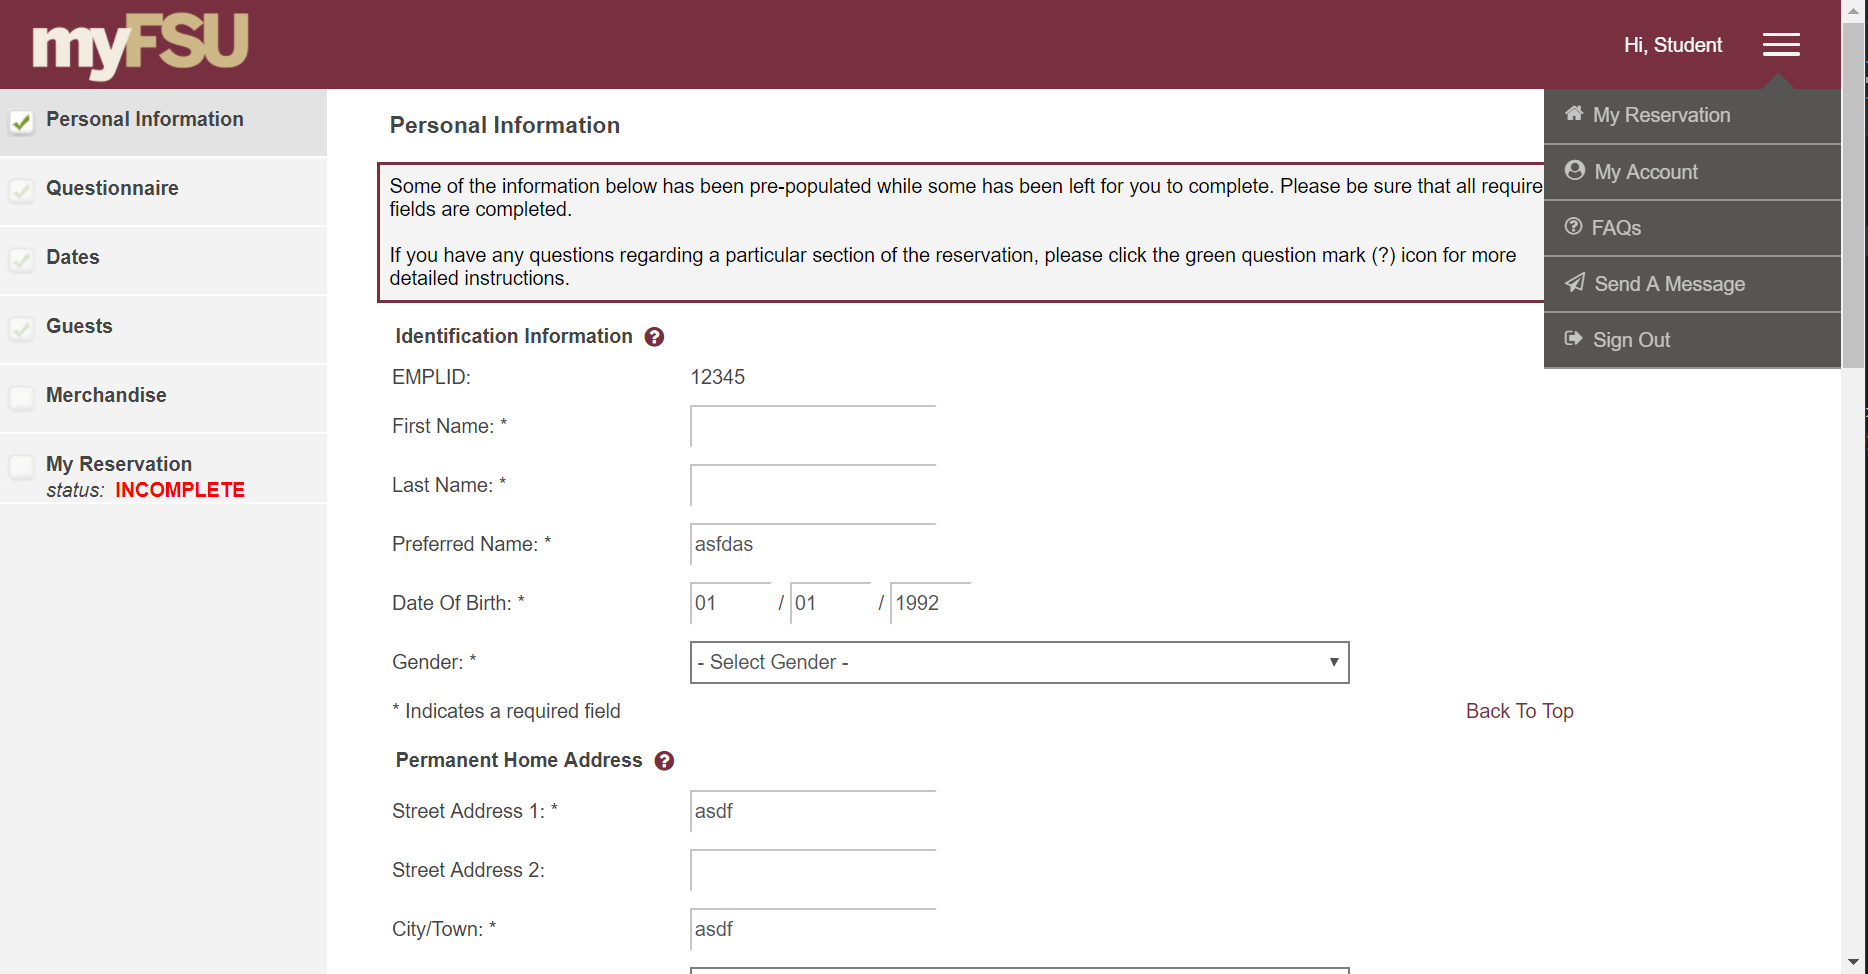 myFSU
Hi, Student
My Reservation
My Account
FAQs
Send A Message
Sign Out
Personal Information
Questionnaire
Dates
Guests
Merchandise
My Reservation
status: INCOMPLETE
Personal Information
Some of the information below has been pre-populated while some has been left for you to complete. Please be sure that all require
fields are completed.
If you have any questions regarding a particular section of the reservation, please click the green question mark (?) icon for more
detailed instructions.
Identification Information ?
EMPLID: 12345
First Name: *
Last Name: *
Preferred Name: * asfdas
Date Of Birth: * 01 / 01 / 1992
Gender: * - Select Gender -
* Indicates a required field Back To Top
Permanent Home Address ?
Street Address 1: * asdf
Street Address 2:
City/Town: * asdf